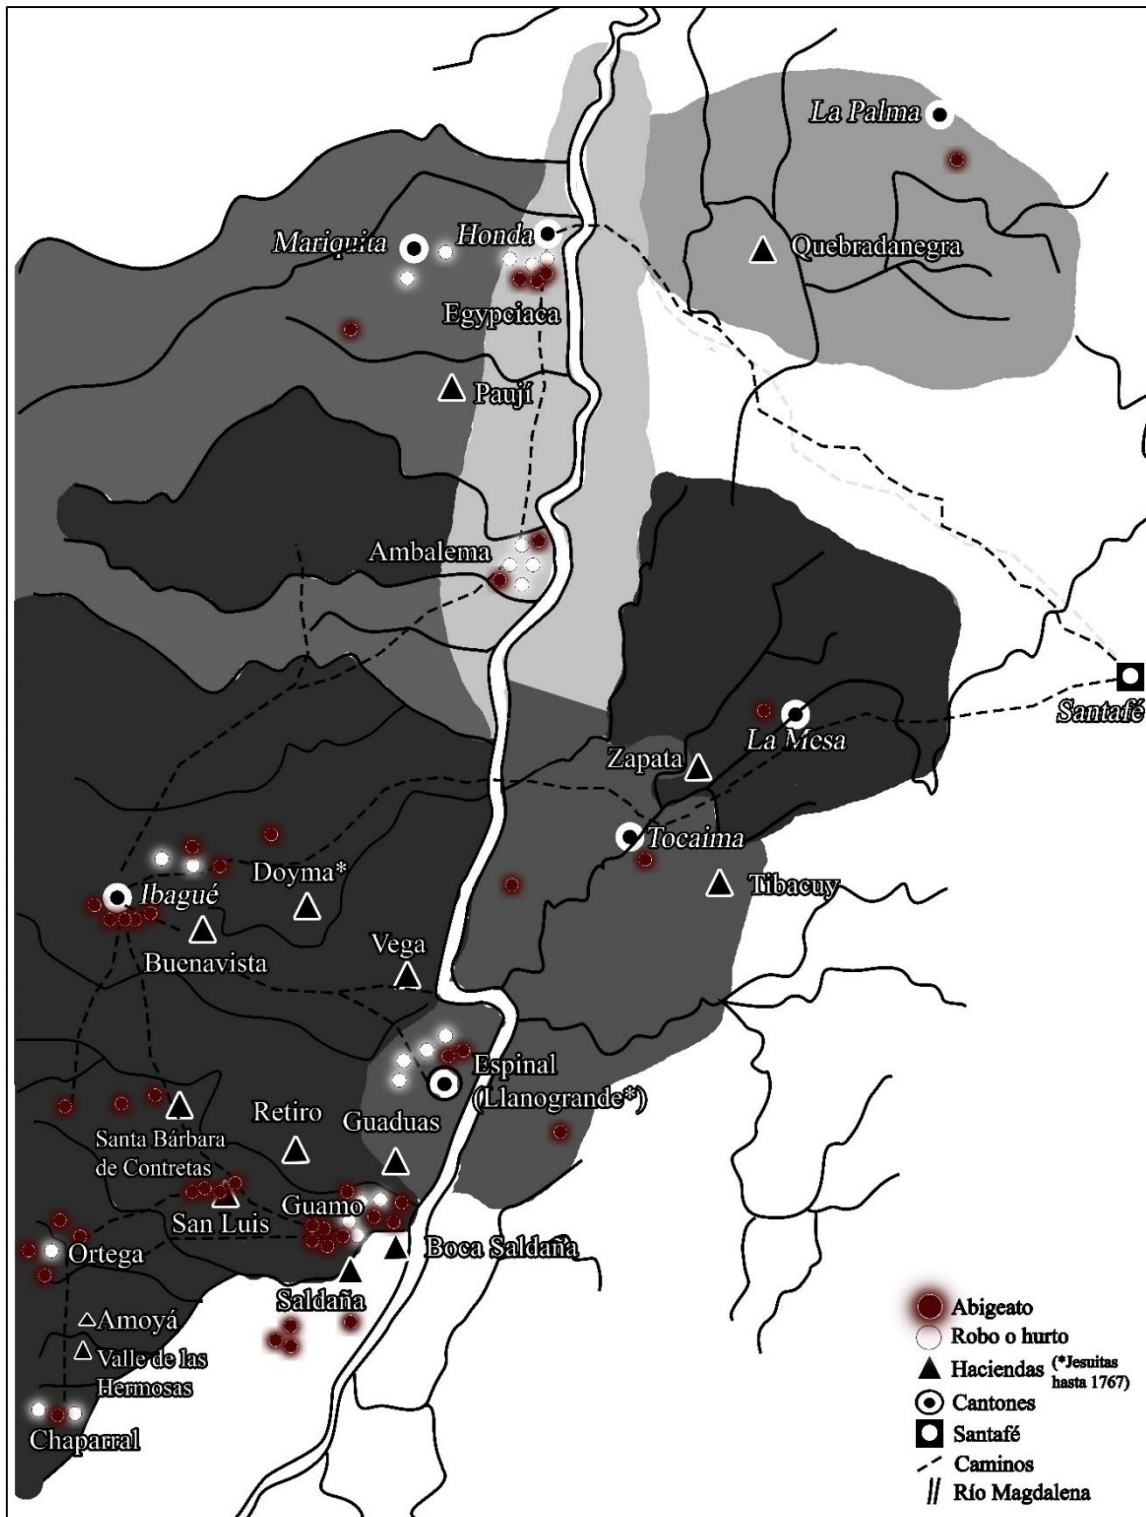 La Palma
Mariquita
Honda
Quebradanegra
Egypciaca
Paují
Ambalema
Santafé
La Mesa
Zapata
Tocaima
Doyma*
Ibagué
Tibacuy
Buenavista
Vega
Espinal
(Llanogrande*)
Retiro
Guaduas
Santa Bárbara
de Contretas
Guamo
San Luis
Ortega
Boca Saldaña
Saldaña
Amoyá
Valle de las
Hermosas
Chaparral
Abigeato
Robo o hurto
Haciendas (*Jesuitas
hasta 1767)
Cantones
Santafé
Caminos
Río Magdalena